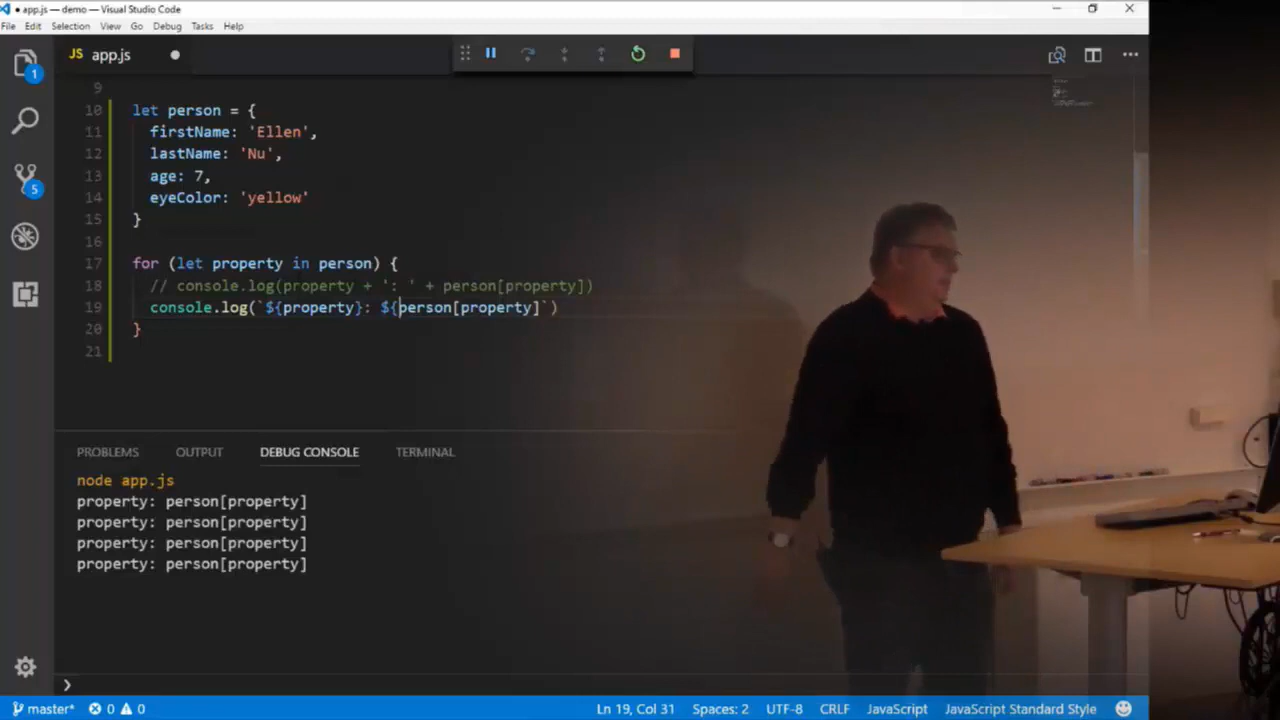 ● app.js — demo — Visual Studio Code
File Edit Selection View Go Debug Tasks Help
JS app.js ●
1
5
9
10 let person = {
11 firstName: 'Ellen',
12 lastName: 'Nu',
13 age: 7,
14 eyeColor: 'yellow'
15 }
16
17 for (let property in person) {
18 // console.log(property + ': ' + person[property])
19 console.log(`${property}: ${person[property]`)
20 }
21
PROBLEMS OUTPUT DEBUG CONSOLE TERMINAL
node app.js
property: person[property]
property: person[property]
property: person[property]
property: person[property]
master* 0 0 Ln 19, Col 31 Spaces: 2 UTF-8 CRLF JavaScript JavaScript Standard Style